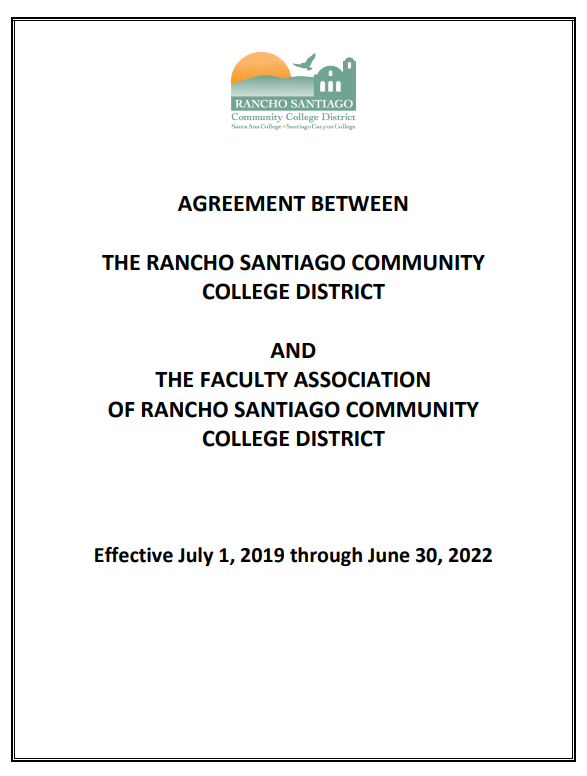 RANCHO SANTIAGO
Community College District
Santa Ana College • Santiago Canyon College
AGREEMENT BETWEEN
THE RANCHO SANTIAGO COMMUNITY
COLLEGE DISTRICT
AND
THE FACULTY ASSOCIATION
OF RANCHO SANTIAGO COMMUNITY
COLLEGE DISTRICT
Effective July 1, 2019 through June 30, 2022